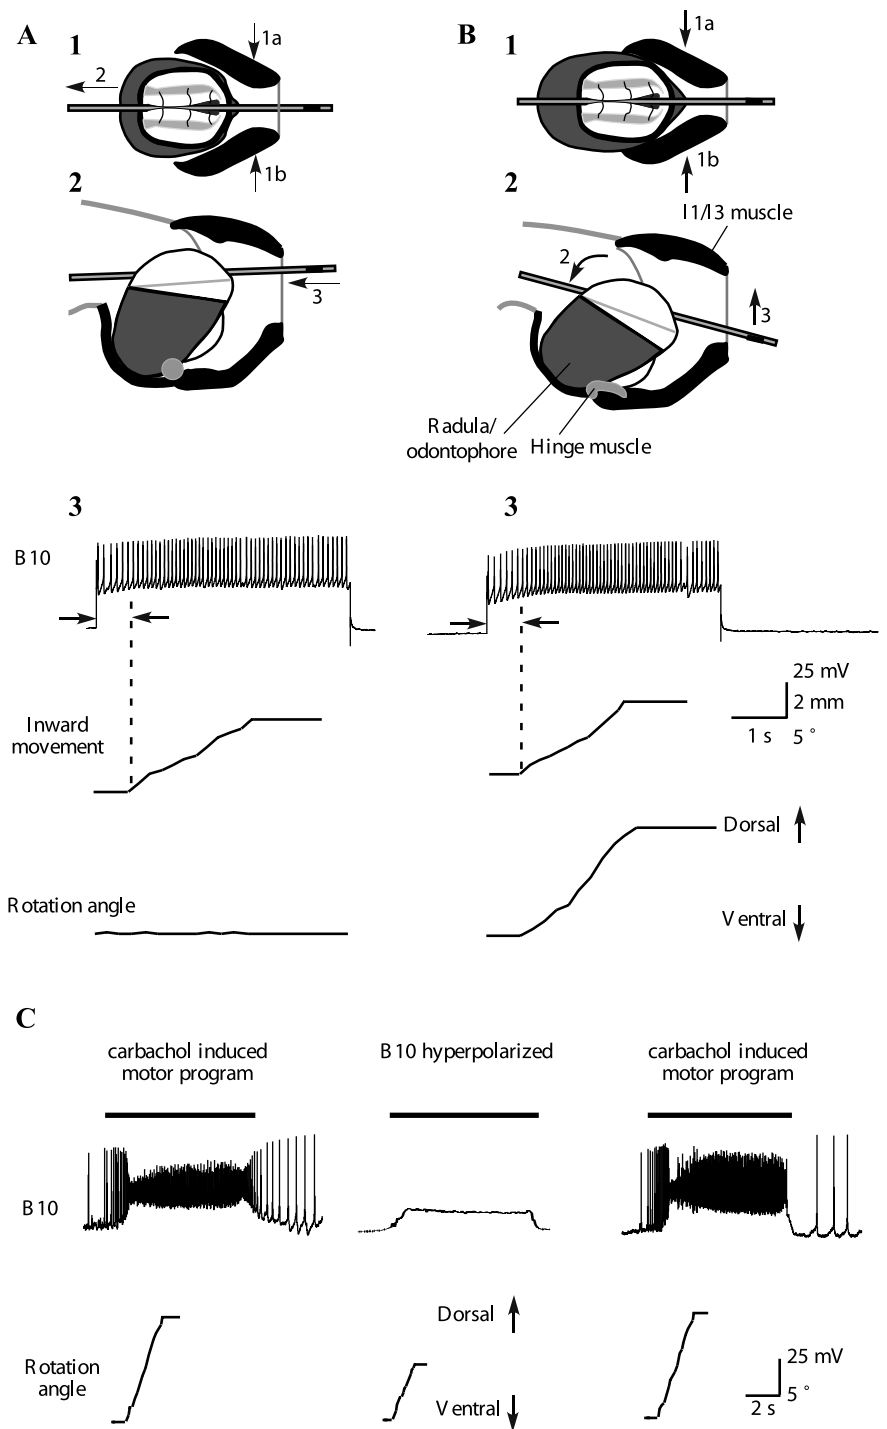 A
B
1
1a
2
1b
1
1a
1b
2
3
2
I1/I3 muscle
2
3
Radula/
odontophore
Hinge muscle
3
3
B10
25 mV
2 mm
1 s
5 °
Inward
movement
Dorsal
Rotation angle
Ventral
C
carbachol induced
motor program
B10 hyperpolarized
carbachol induced
motor program
B10
Dorsal
Rotation
angle
Ventral
25 mV
5 °
2 s